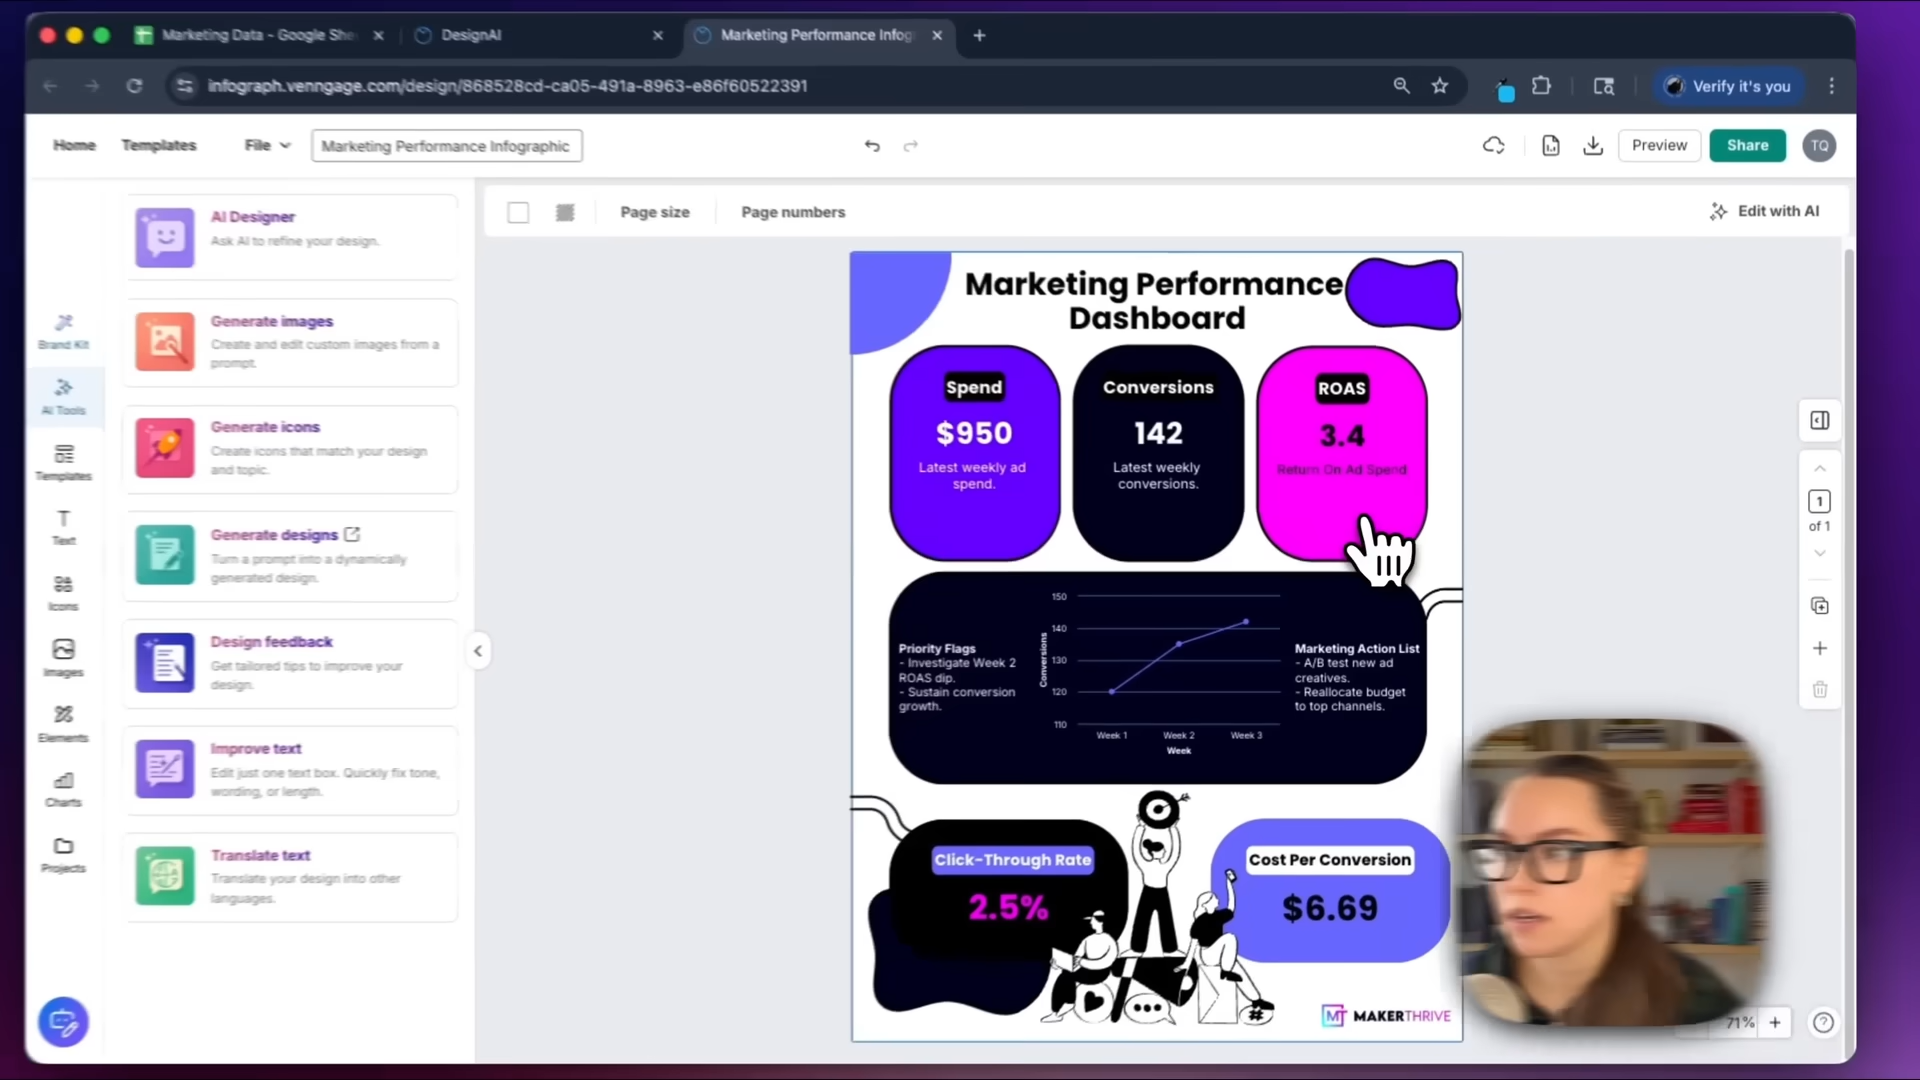 Marketing Data - Google She
DesignAI
Marketing Performance Infog
infograph.venngage.com/design/868528cd-ca05-491a-8963-e86f60522391
Verify it's you
Home
Templates
File
Marketing Performance Infographic
Preview
Share
TQ
Page size
Page numbers
Edit with AI
Brand Kit
AI Tools
Templates
Text
Icons
Images
Elements
Charts
Projects
AI Designer
Ask AI to refine your design.
Generate images
Create and edit custom images from a
prompt.
Generate icons
Create icons that match your design
and topic.
Generate designs
Turn a prompt into a dynamically
generated design.
Design feedback
Get tailored tips to improve your
design.
Improve text
Edit just one text box. Quickly fix tone,
wording, or length.
Translate text
Translate your design into other
languages.
Marketing Performance
Dashboard
Spend
$950
Latest weekly ad
spend.
Conversions
142
Latest weekly
conversions.
ROAS
3.4
Return On Ad Spend
Priority Flags
- Investigate Week 2
ROAS dip.
- Sustain conversion
growth.
Conversions
150
140
130
120
110
Week 1
Week 2
Week 3
Week
Marketing Action List
- A/B test new ad
creatives.
- Reallocate budget
to top channels.
Click-Through Rate
2.5%
Cost Per Conversion
$6.69
#
MT MAKERTHRIVE
1
of 1
71%